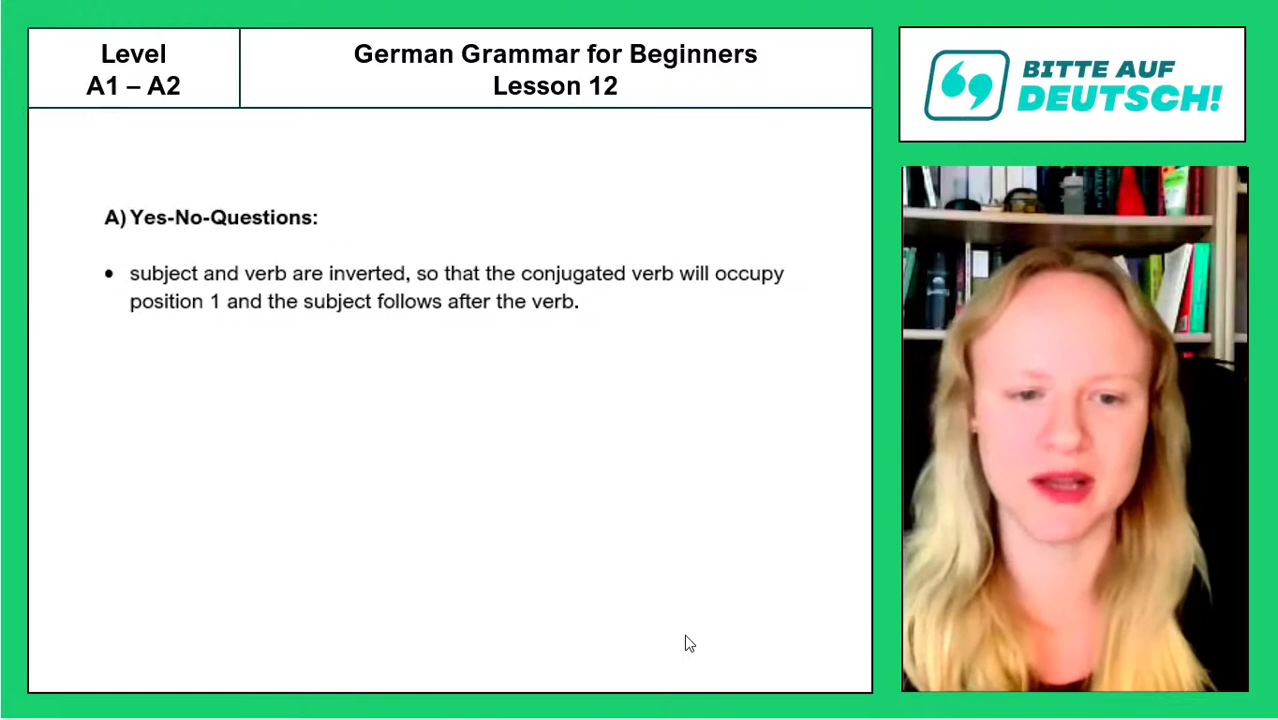 Level
A1 – A2
German Grammar for Beginners
Lesson 12
BITTE AUF
DEUTSCH!
A) Yes-No-Questions:
• subject and verb are inverted, so that the conjugated verb will occupy
position 1 and the subject follows after the verb.